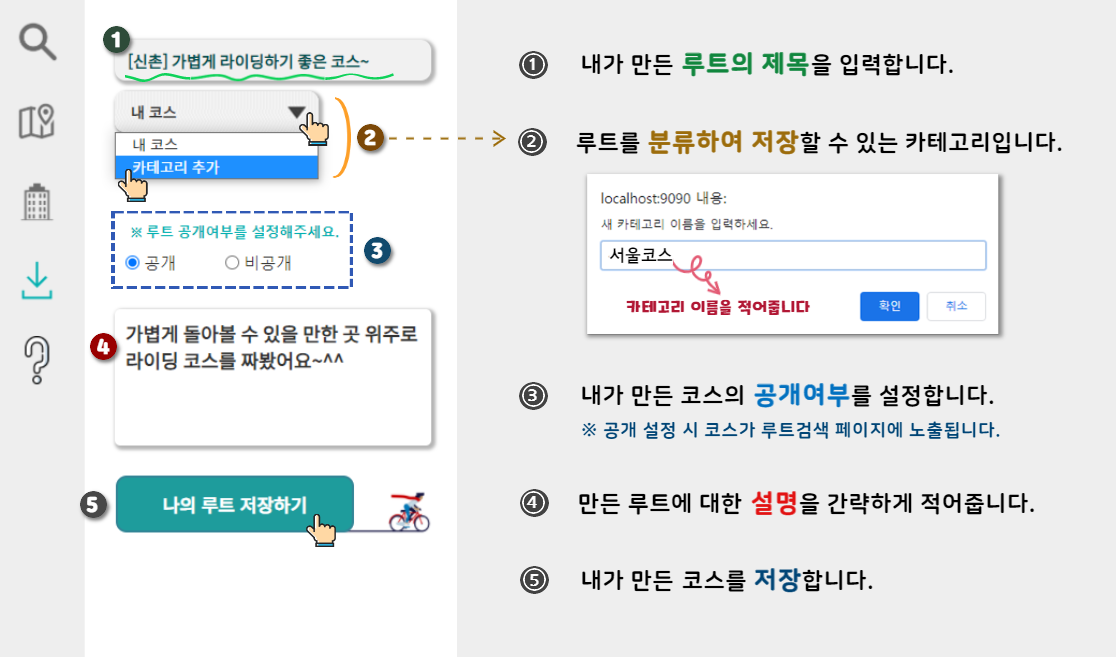 1
[신촌] 가볍게 라이딩하기 좋은 코스~
내 코스
내 코스
카테고리 추가
2
※ 루트 공개여부를 설정해주세요.
공개 비공개
3
4
가볍게 돌아볼 수 있을 만한 곳 위주로
라이딩 코스를 짜봤어요~^^
5
나의 루트 저장하기
① 내가 만든 루트의 제목을 입력합니다.
② 루트를 분류하여 저장할 수 있는 카테고리입니다.
localhost:9090 내용:
새 카테고리 이름을 입력하세요.
서울코스
카테고리 이름을 적어줍니다
확인 취소
③ 내가 만든 코스의 공개여부를 설정합니다.
※ 공개 설정 시 코스가 루트검색 페이지에 노출됩니다.
④ 만든 루트에 대한 설명을 간략하게 적어줍니다.
⑤ 내가 만든 코스를 저장합니다.